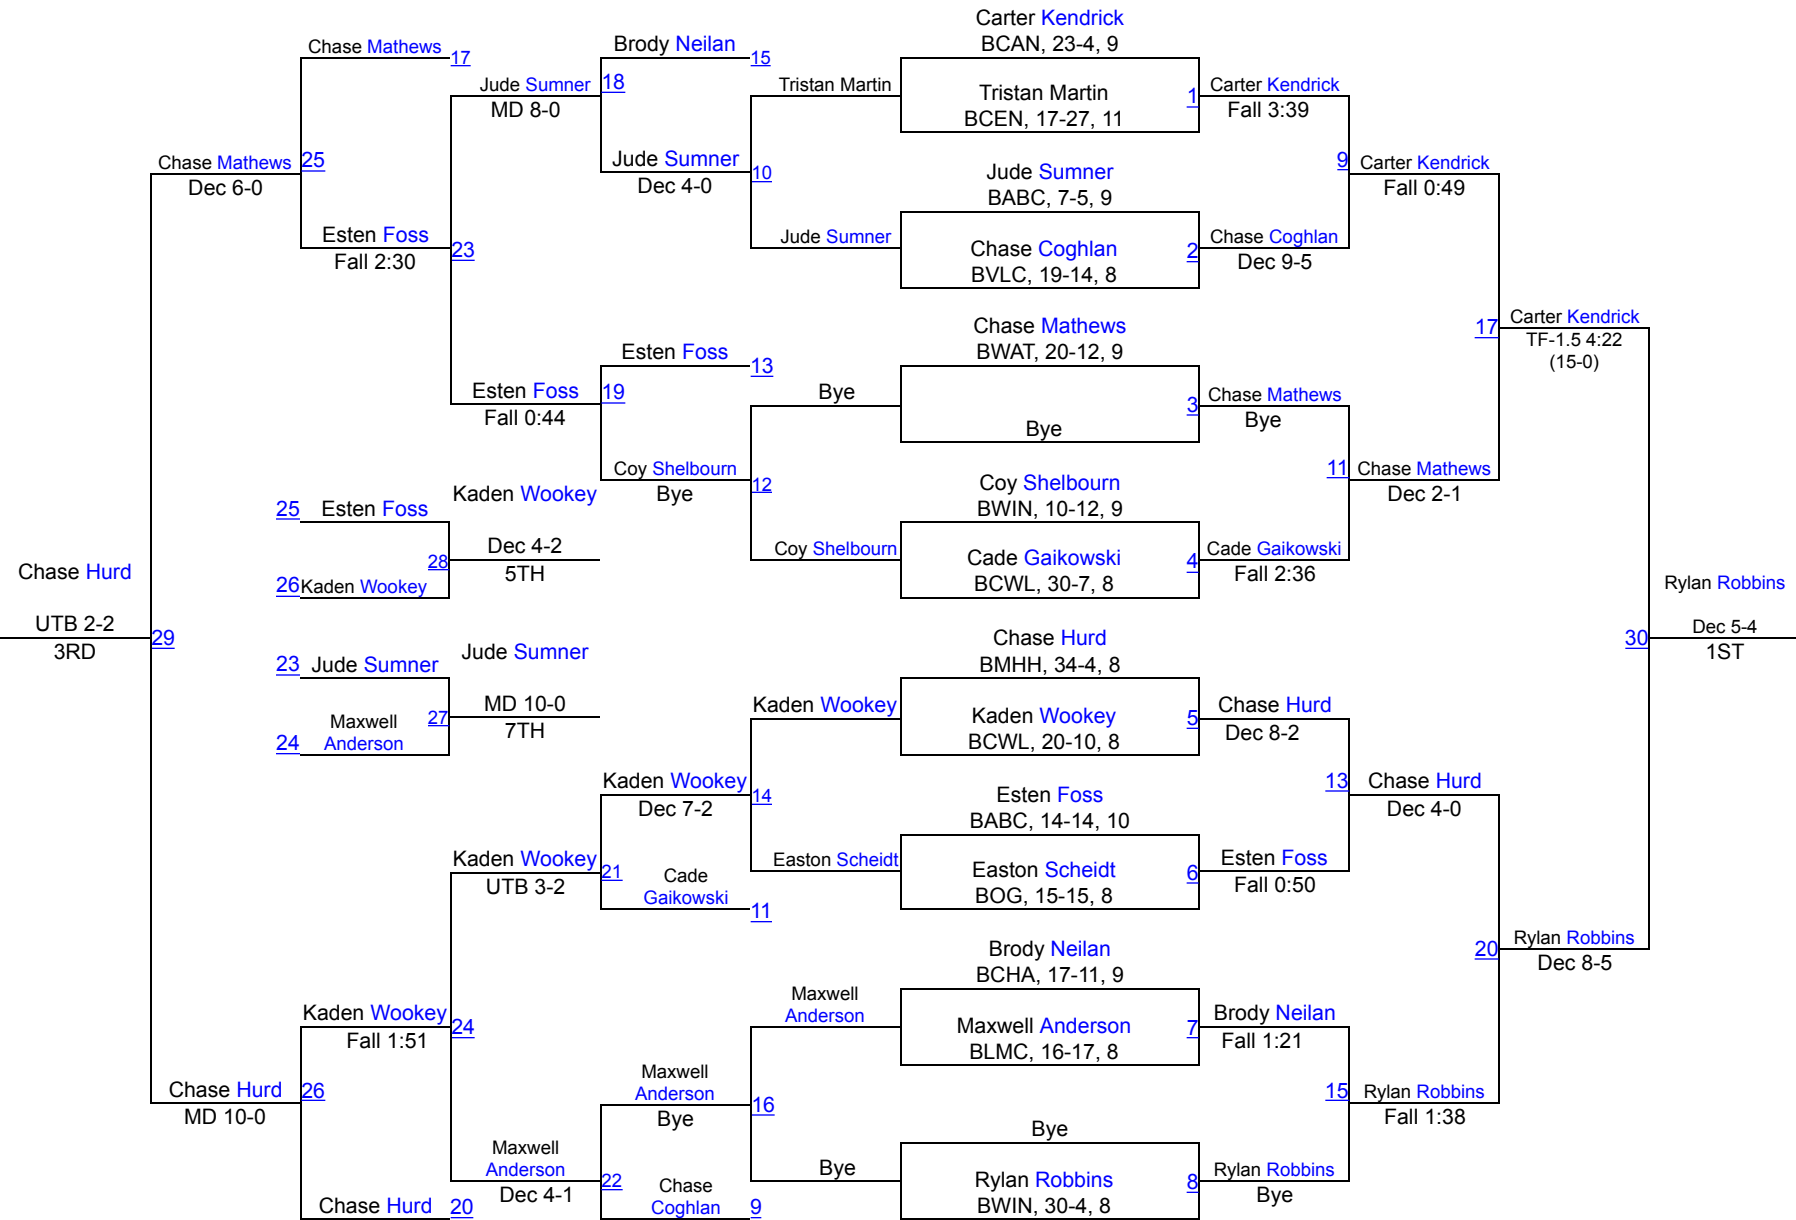 Carter Kendrick
BCAN, 23-4, 9
Chase Mathews
17
Brody Neilan
15
Jude Sumner
18
MD 8-0
Tristan Martin
Tristan Martin
BCEN, 17-27, 11
1
Carter Kendrick
Fall 3:39
Chase Mathews
25
Dec 6-0
Jude Sumner
Dec 4-0
10
Jude Sumner
BABC, 7-5, 9
9
Carter Kendrick
Fall 0:49
Esten Foss
Fall 2:30
23
Jude Sumner
Chase Coghlan
BVLC, 19-14, 8
2
Chase Coghlan
Dec 9-5
Chase Mathews
BWAT, 20-12, 9
17
Carter Kendrick
TF-1.5 4:22
(15-0)
Esten Foss
13
Esten Foss
19
Fall 0:44
Bye
Bye
3
Chase Mathews
Bye
Coy Shelbourn
Bye
12
Coy Shelbourn
BWIN, 10-12, 9
11
Chase Mathews
Dec 2-1
Kaden Wookey
25
Esten Foss
Dec 4-2
28
5TH
26
Kaden Wookey
Coy Shelbourn
Cade Gaikowski
BCWL, 30-7, 8
4
Cade Gaikowski
Fall 2:36
Chase Hurd
UTB 2-2
29
3RD
Rylan Robbins
30
Dec 5-4
1ST
Chase Hurd
BMHH, 34-4, 8
23
Jude Sumner
Jude Sumner
MD 10-0
27
7TH
24
Maxwell
Anderson
Kaden Wookey
Kaden Wookey
BCWL, 20-10, 8
5
Chase Hurd
Dec 8-2
Kaden Wookey
Dec 7-2
14
Esten Foss
BABC, 14-14, 10
13
Chase Hurd
Dec 4-0
Kaden Wookey
UTB 3-2
21
Cade
Gaikowski
11
Easton Scheidt
Easton Scheidt
BOG, 15-15, 8
6
Esten Foss
Fall 0:50
Brody Neilan
BCHA, 17-11, 9
20
Rylan Robbins
Dec 8-5
Kaden Wookey
Fall 1:51
24
Maxwell
Anderson
Maxwell Anderson
BLMC, 16-17, 8
7
Brody Neilan
Fall 1:21
Chase Hurd
26
MD 10-0
Maxwell
Anderson
Bye
16
Bye
15
Rylan Robbins
Fall 1:38
Maxwell
Anderson
Dec 4-1
22
Bye
Rylan Robbins
BWIN, 30-4, 8
8
Rylan Robbins
Bye
Chase Hurd
20
Chase
Coghlan
9